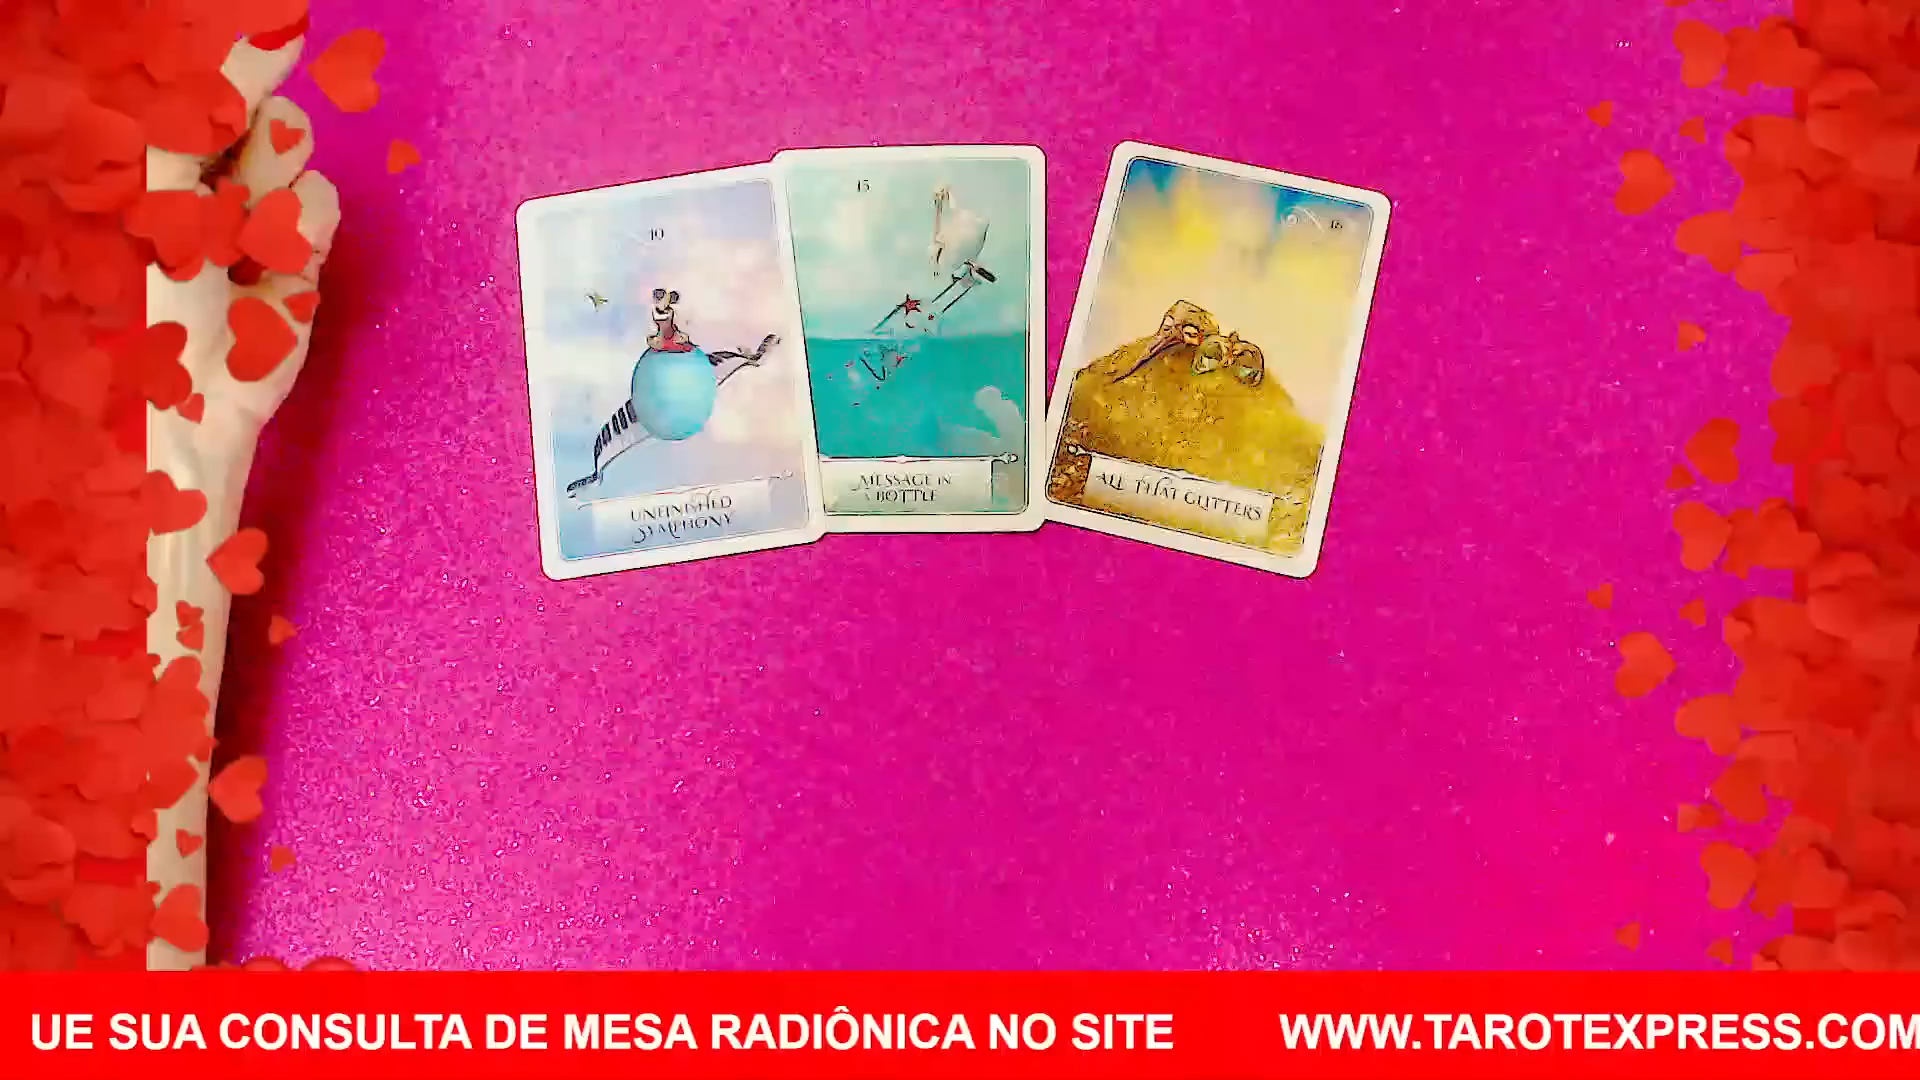 10
UNFINISHED
SYMPHONY
15
MESSAGE IN
A BOTTLE
ALL THAT GLITTERS
UE SUA CONSULTA DE MESA RADIÔNICA NO SITE
WWW.TAROTEXPRESS.COM